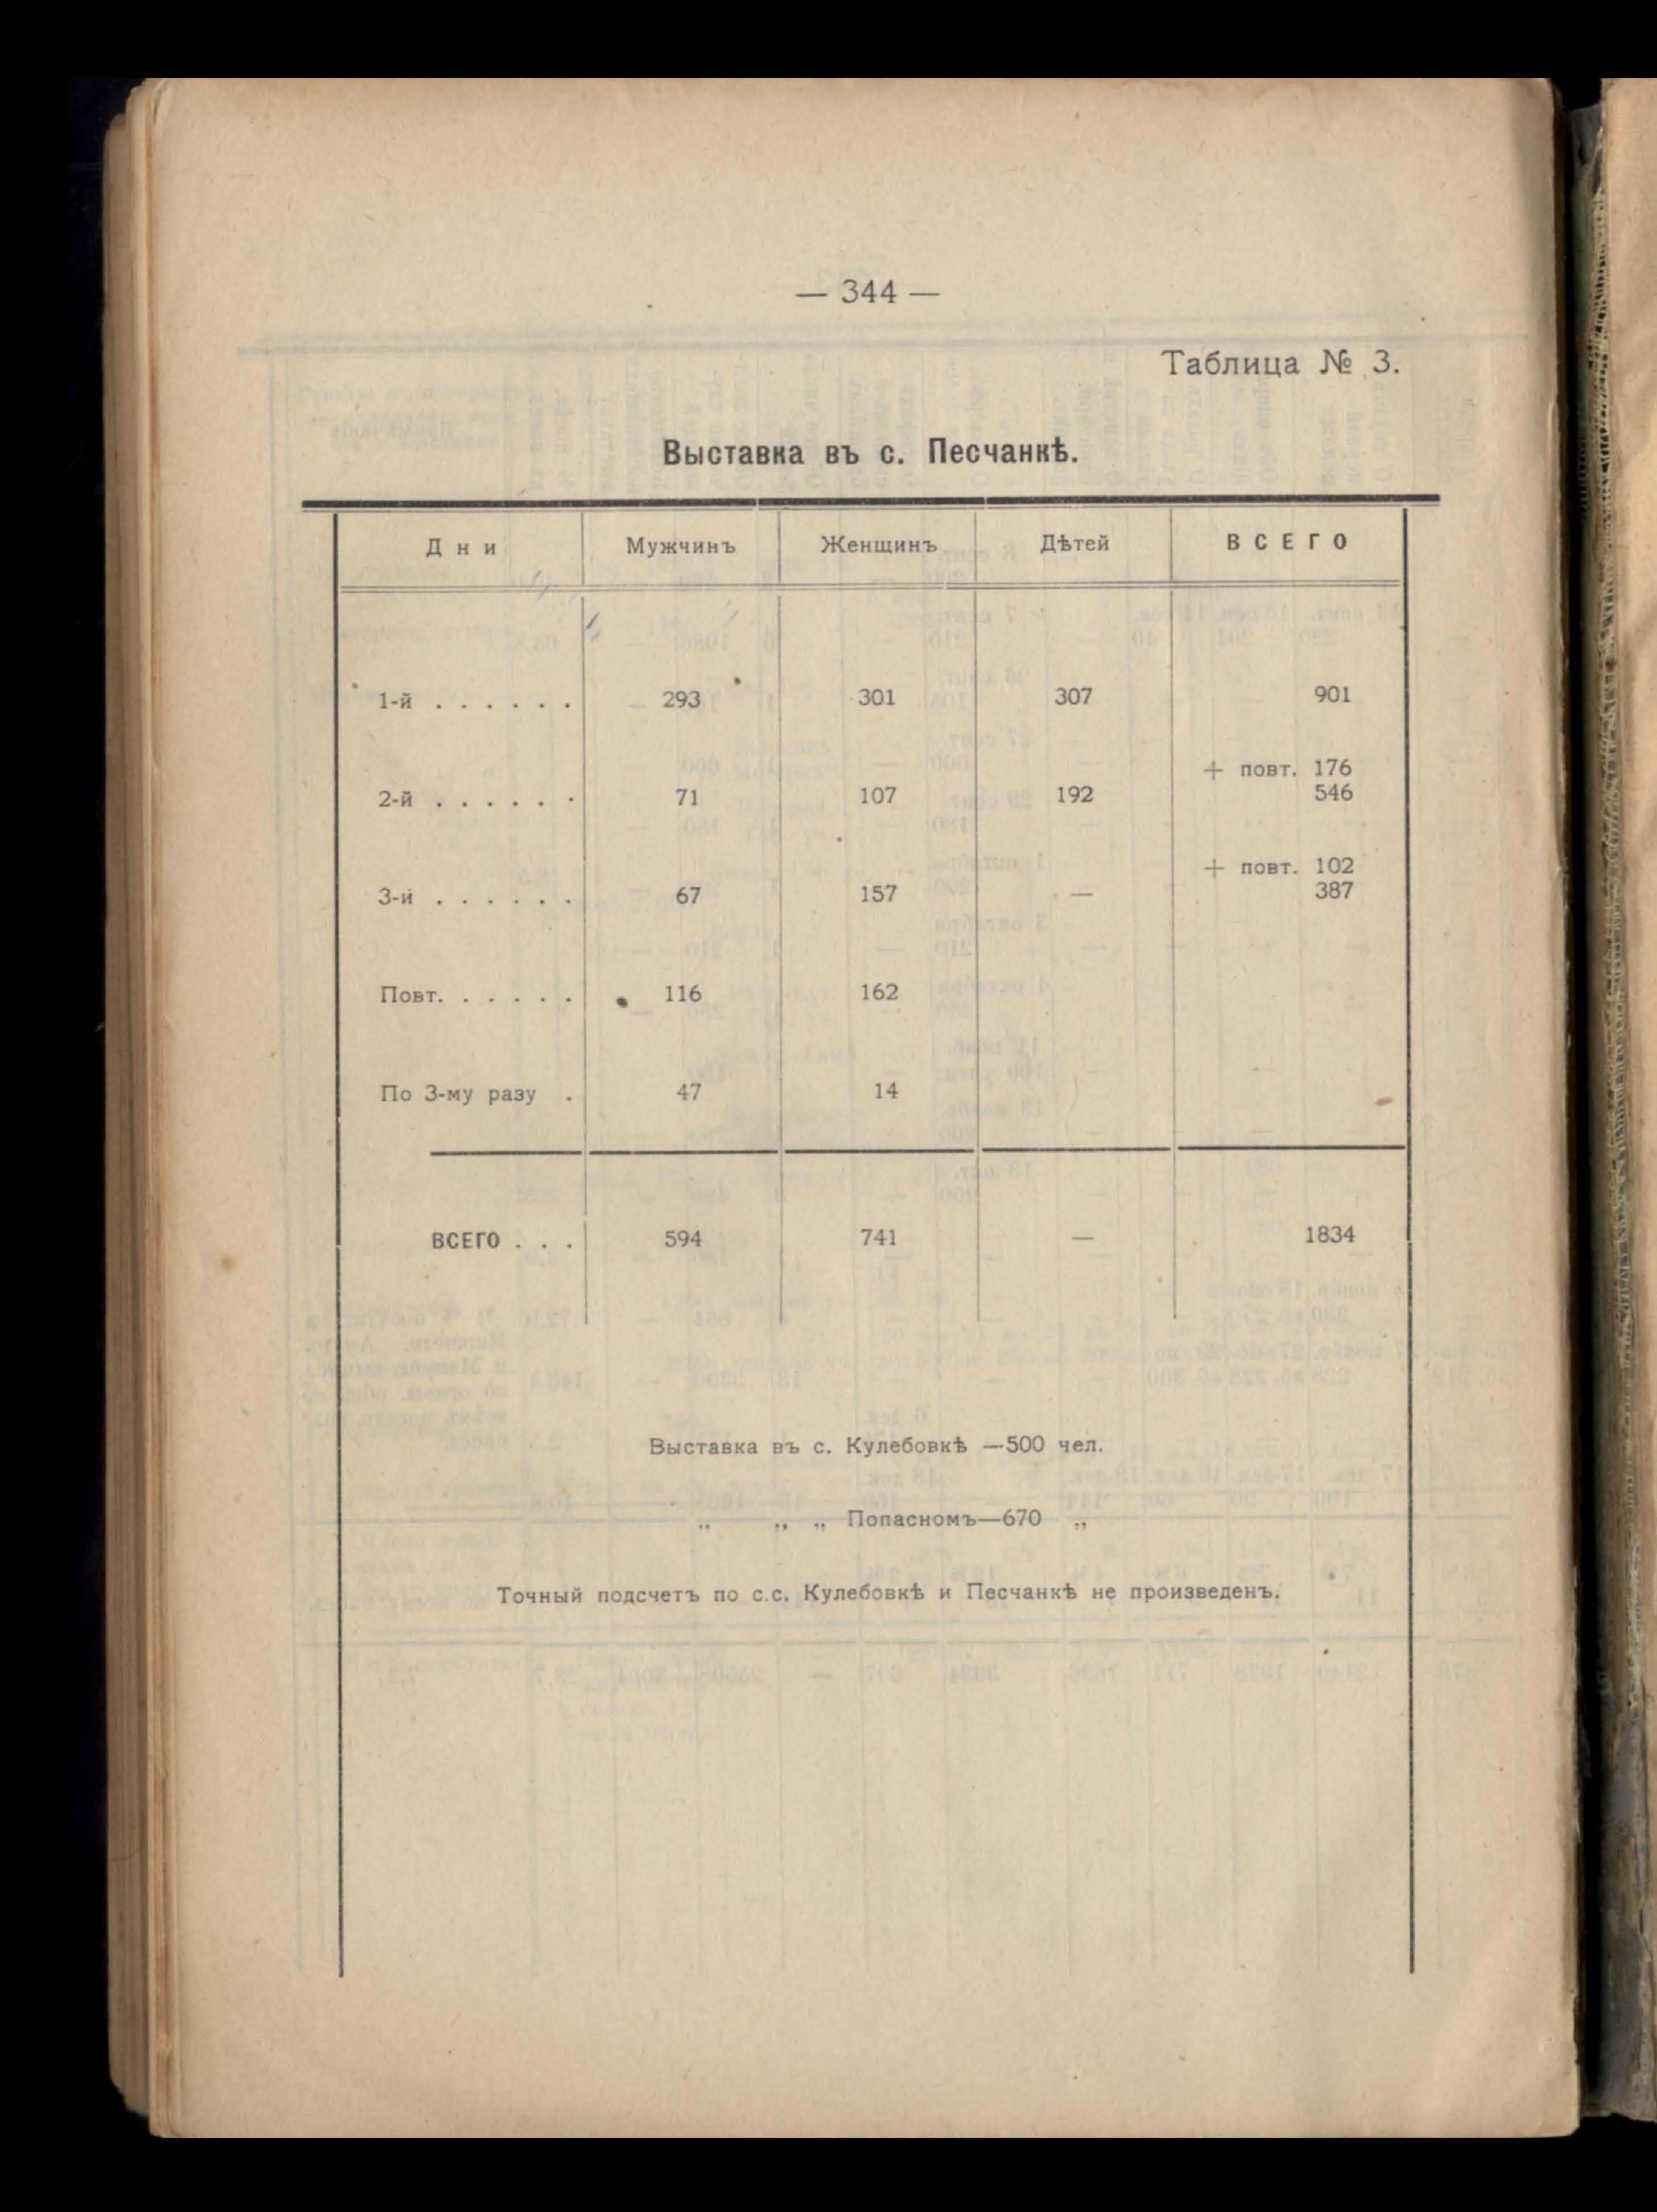 — 344 —
Таблица № 3.
Выставка въ с. Песчанкѣ.
Дни Мужчинъ Женщинъ Дѣтей ВСЕГО
1-й . . . . . . 293 301 307 901
+ повт. 176
2-й . . . . . . 71 107 192 546
+ повт. 102
3-й . . . . . . 67 157 — 387
Повт. . . . . . 116 162
По 3-му разу . 47 14
ВСЕГО . . . 594 741 — 1834
Выставка въ с. Кулебовкѣ —500 чел.
„ „ „ Попасномъ—670 „
Точный подсчетъ по с.с. Кулебовкѣ и Песчанкѣ не произведенъ.